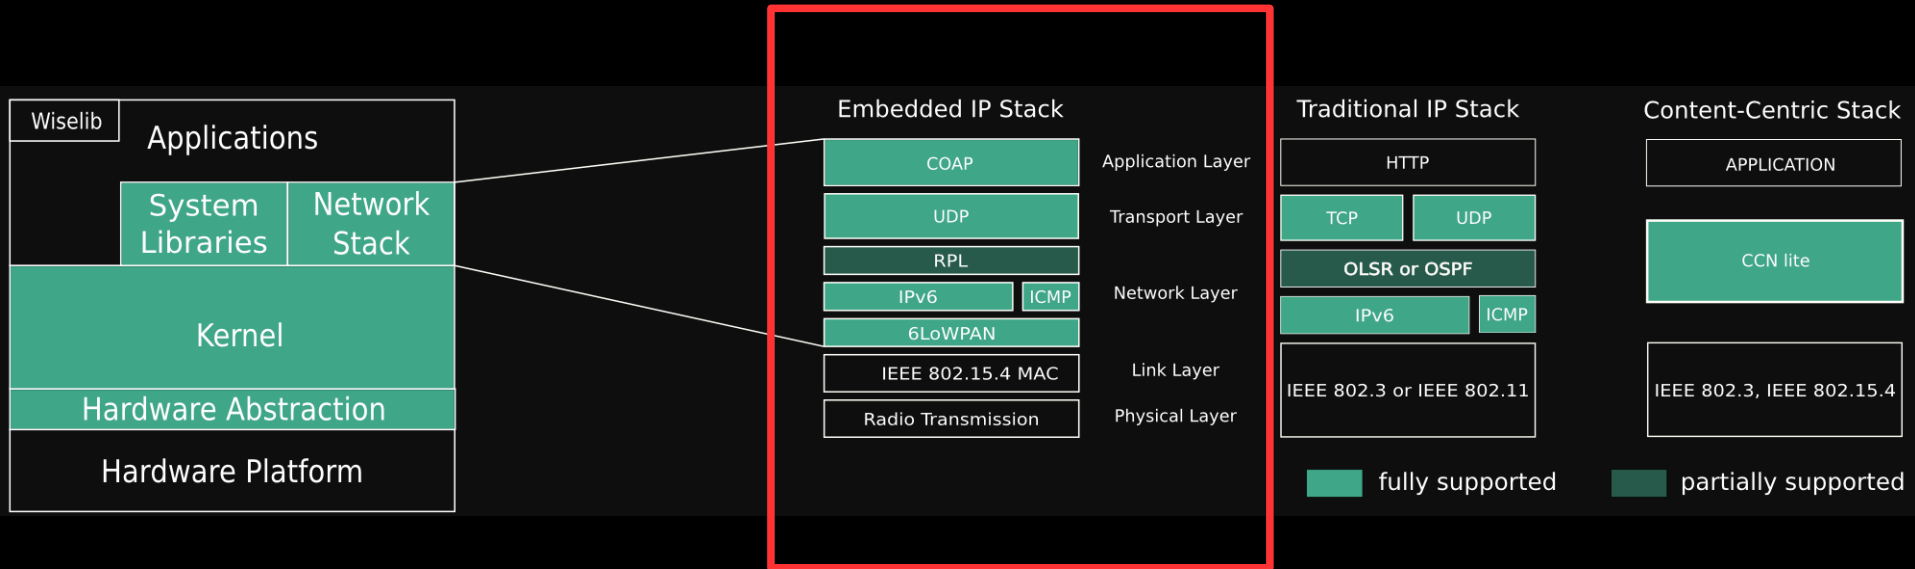 Wiselib
Applications
System
Libraries
Network
Stack
Kernel
Hardware Abstraction
Hardware Platform
Embedded IP Stack
COAP
Application Layer
UDP
Transport Layer
RPL
IPv6
ICMP
Network Layer
6LoWPAN
IEEE 802.15.4 MAC
Link Layer
Radio Transmission
Physical Layer
Traditional IP Stack
HTTP
TCP
UDP
OLSR or OSPF
IPv6
ICMP
IEEE 802.3 or IEEE 802.11
Content-Centric Stack
APPLICATION
CCN lite
IEEE 802.3, IEEE 802.15.4
fully supported
partially supported